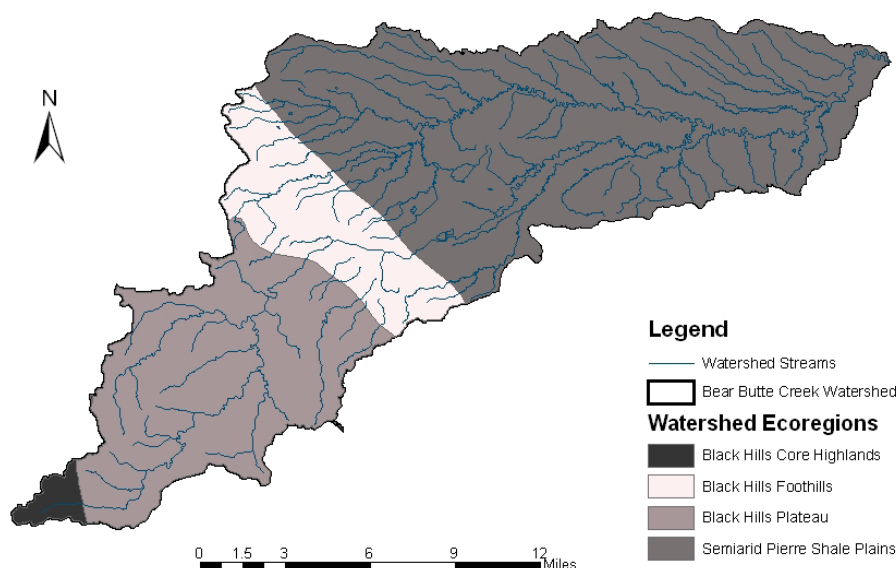 N
Legend
Watershed Streams
Bear Butte Creek Watershed
Watershed Ecoregions
Black Hills Core Highlands
Black Hills Foothills
Black Hills Plateau
Semiarid Pierre Shale Plains
0 1.5 3 6 9 12
Miles